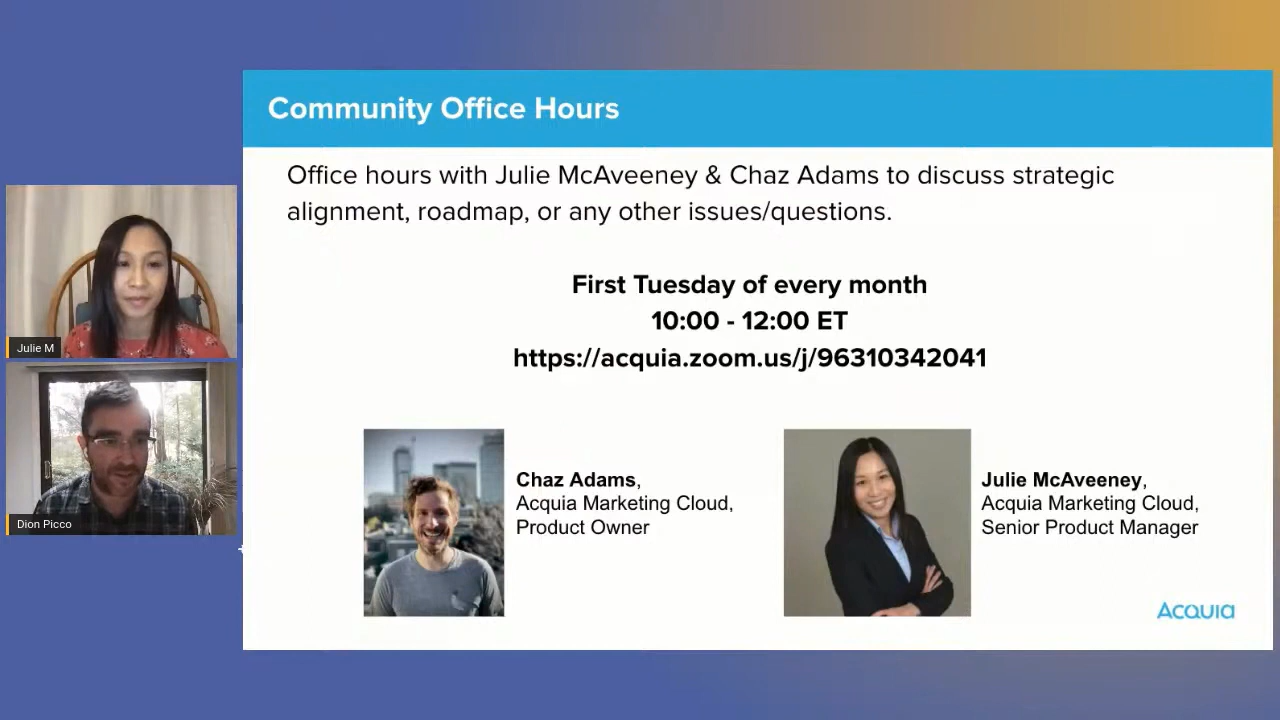 Community Office Hours
Office hours with Julie McAveeney & Chaz Adams to discuss strategic
alignment, roadmap, or any other issues/questions.
First Tuesday of every month
10:00 - 12:00 ET
https://acquia.zoom.us/j/96310342041
Julie M
Dion Picco
Chaz Adams,
Acquia Marketing Cloud,
Product Owner
Julie McAveeney,
Acquia Marketing Cloud,
Senior Product Manager
ACQUIA